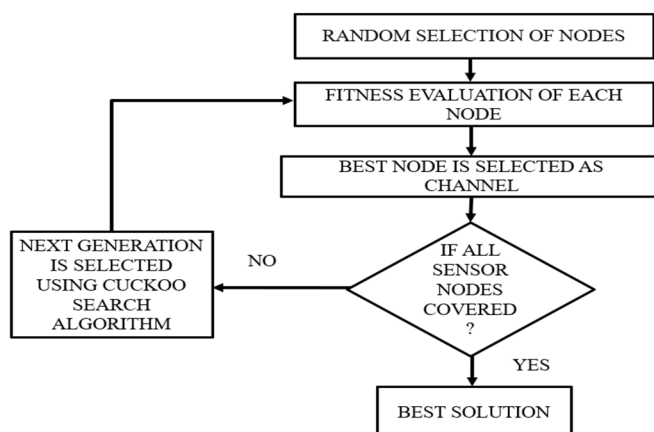 RANDOM SELECTION OF NODES
FITNESS EVALUATION OF EACH
NODE
BEST NODE IS SELECTED AS
CHANNEL
IF ALL
SENSOR
NODES
COVERED
?
NO
NEXT GENERATION
IS SELECTED
USING CUCKOO
SEARCH
ALGORITHM
YES
BEST SOLUTION